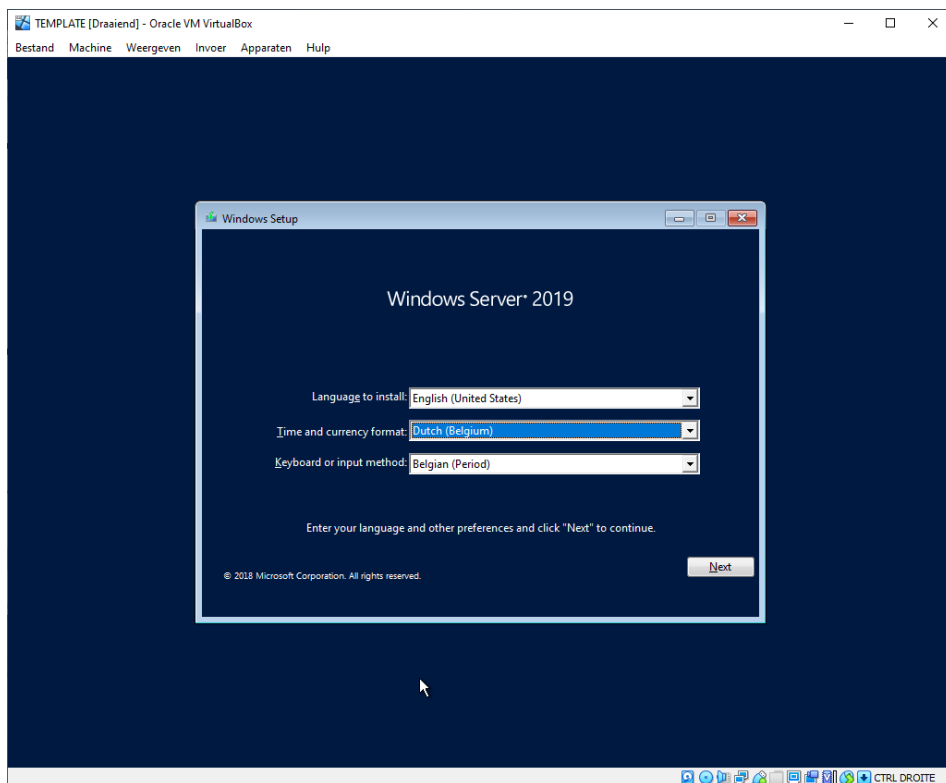 TEMPLATE [Draaiend] - Oracle VM VirtualBox
Bestand Machine Weergeven Invoer Apparaten Hulp
Windows Setup
Windows Server® 2019
Language to install: English (United States)
Time and currency format: Dutch (Belgium)
Keyboard or input method: Belgian (Period)
Enter your language and other preferences and click "Next" to continue.
Next
© 2018 Microsoft Corporation. All rights reserved.
CTRL DROITE